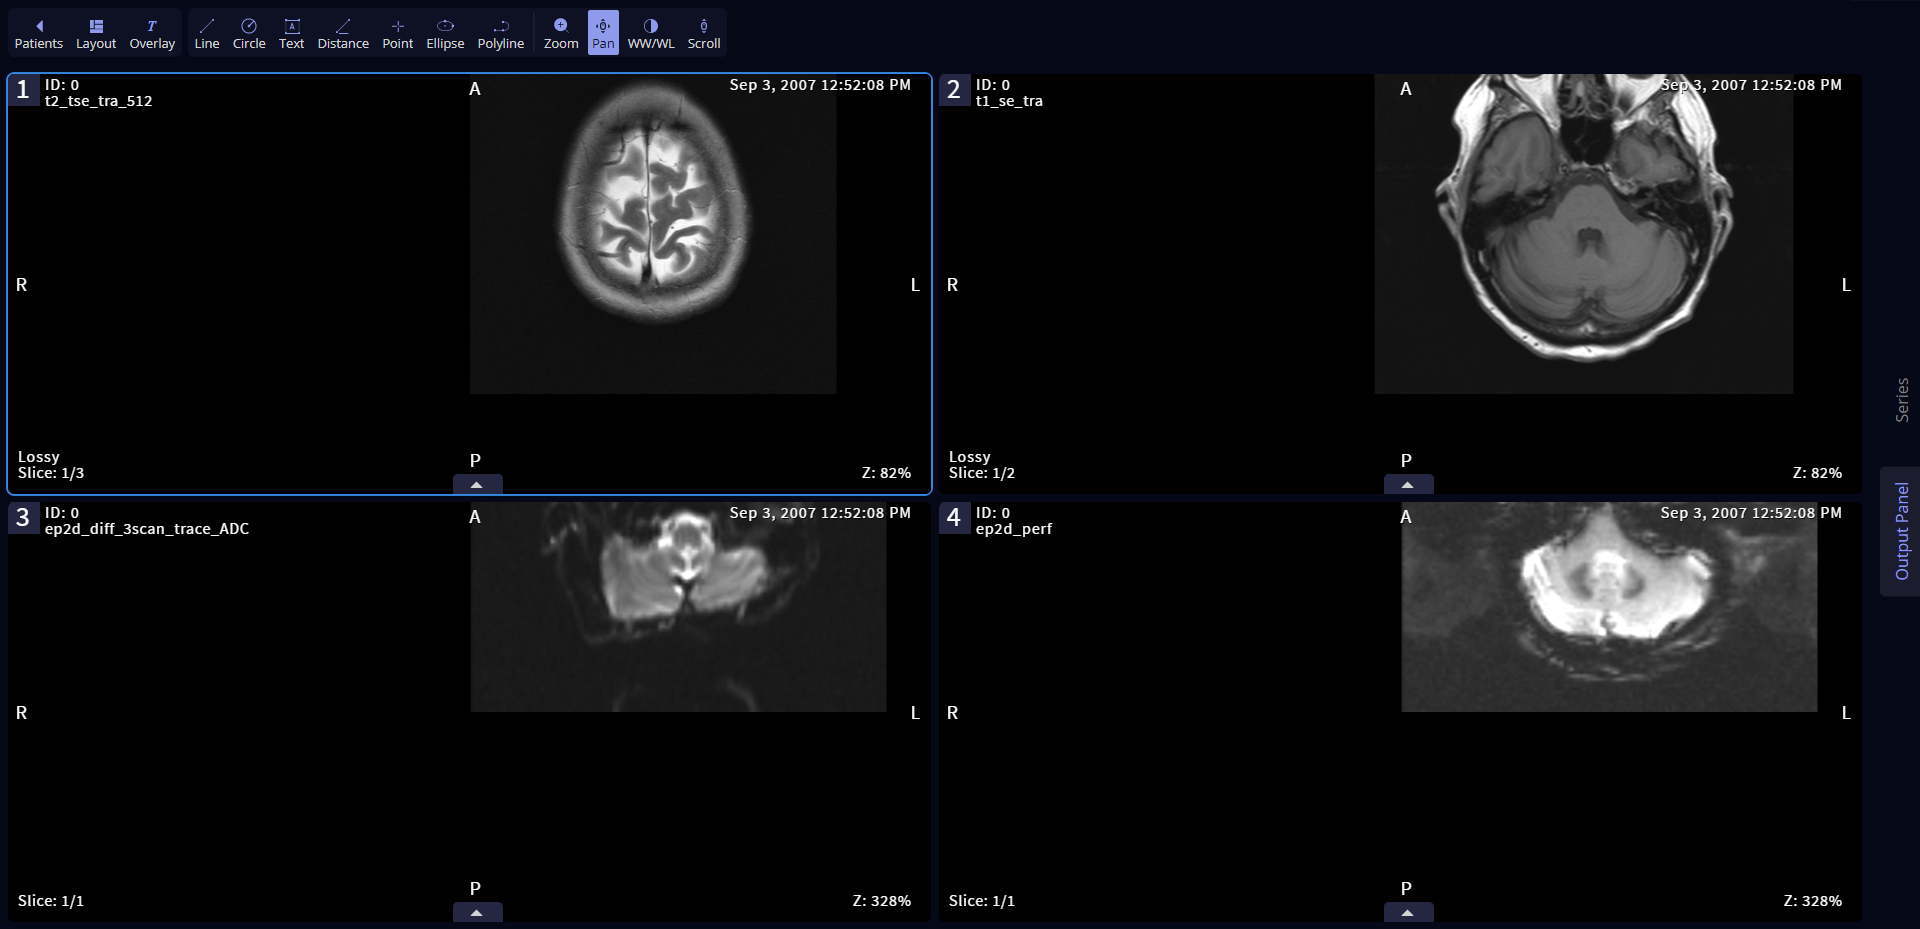 Patients
Layout
Overlay
Line
Circle
Text
Distance
Point
Ellipse
Polyline
Zoom
Pan
WW/WL
Scroll
1
ID: 0
t2_tse_tra_512
A
Sep 3, 2007 12:52:08 PM
R
L
Lossy
Slice: 1/3
P
Z: 82%
2
ID: 0
t1_se_tra
A
Sep 3, 2007 12:52:08 PM
R
L
Lossy
Slice: 1/2
P
Z: 82%
3
ID: 0
ep2d_diff_3scan_trace_ADC
A
Sep 3, 2007 12:52:08 PM
R
L
Slice: 1/1
P
Z: 328%
4
ID: 0
ep2d_perf
A
Sep 3, 2007 12:52:08 PM
R
L
Slice: 1/1
P
Z: 328%
Series
Output Panel